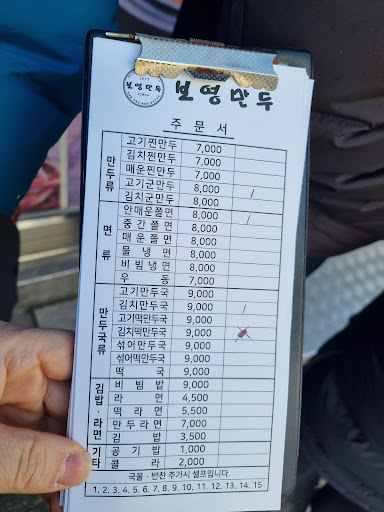 보영만두
보영만두
주문서
만두류
고기찐만두 7,000
김치찐만두 7,000
매운찐만두 7,000
고기군만두 8,000 /
김치군만두 8,000
면류
안매운쫄면 8,000 /
중간쫄면 8,000
매운쫄면 8,000
물냉면 8,000
비빔냉면 8,000
우동 7,000
만두국류
고기만두국 9,000
김치만두국 9,000 /
고기떡만두국 9,000
김치떡만두국 9,000
섞어만두국 9,000
섞어떡만두국 9,000
떡국 9,000
김밥·라면
비빔밥 9,000
라면 4,500
떡라면 5,500
만두라면 7,000
김밥 3,500
기타
공기밥 1,000
콜라 2,000
국물·반찬 추가시 셀프입니다.
1. 2. 3. 4. 5. 6. 7. 8. 9. 10. 11. 12. 13. 14. 15